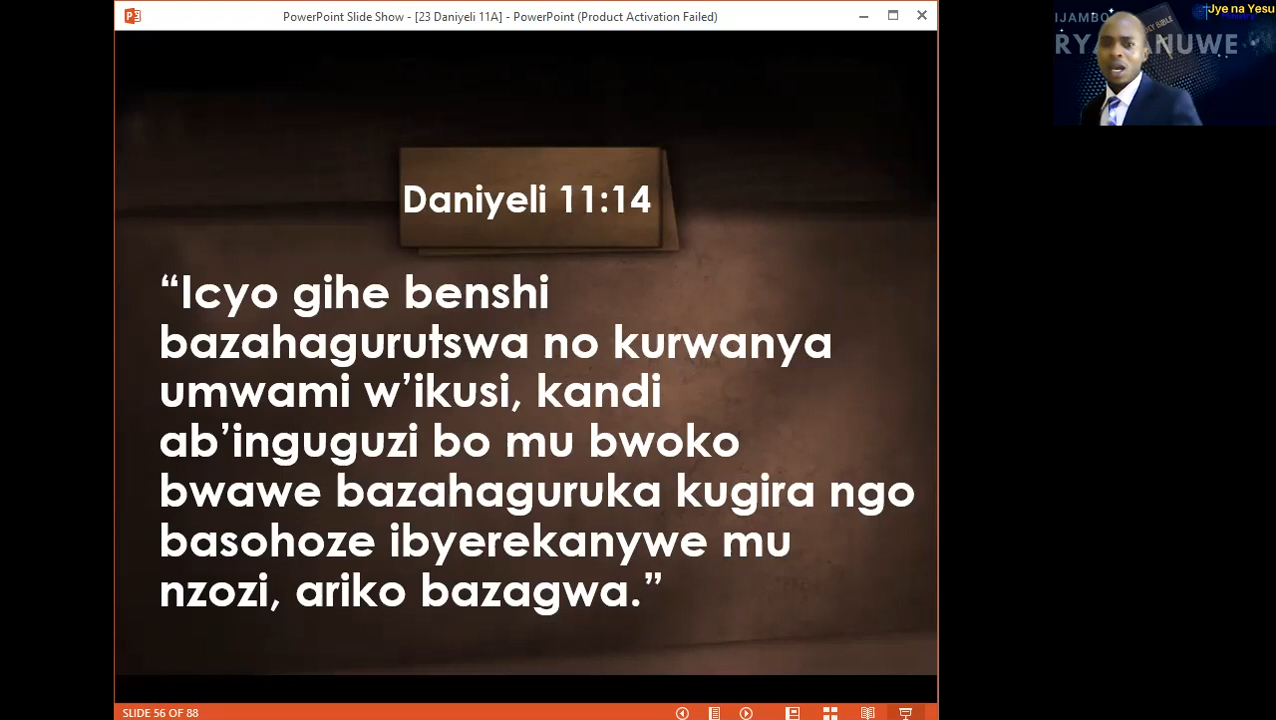 PowerPoint Slide Show - [23 Daniyeli 11A] - PowerPoint (Product Activation Failed)
Jye na Yesu
IJAMBO
Daniyeli 11:14
“Icyo gihe benshi
bazahagurutswa no kurwanya
umwami w’ikusi, kandi
ab’inguguzi bo mu bwoko
bwawe bazahaguruka kugira ngo
basohoze ibyerekanywe mu
nzozi, ariko bazagwa.”
SLIDE 56 OF 88